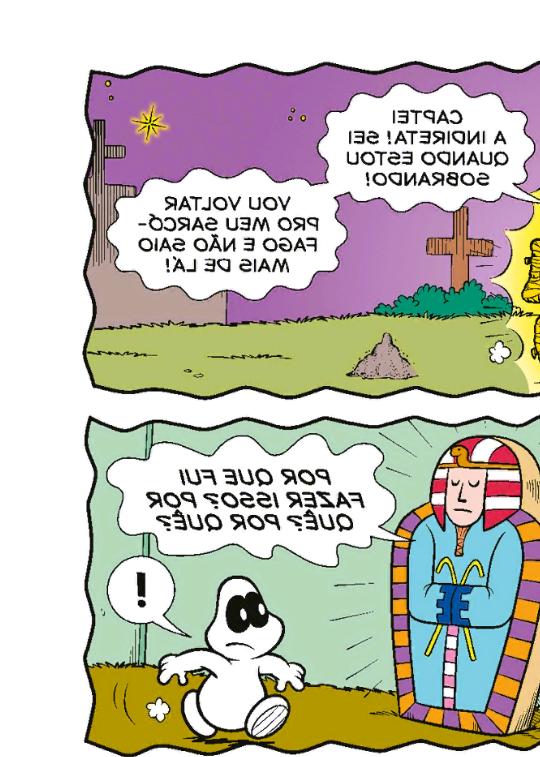 CAPTEI
A INDIRETA! SEI
QUANDO ESTOU
SOBRANDO!
VOU VOLTAR
PRO MEU SARCÓ-
FAGO E NÃO SAIO
MAIS DE LÁ!
POR QUE FUI
FAZER ISSO? POR
QUÊ? POR QUÊ?
!